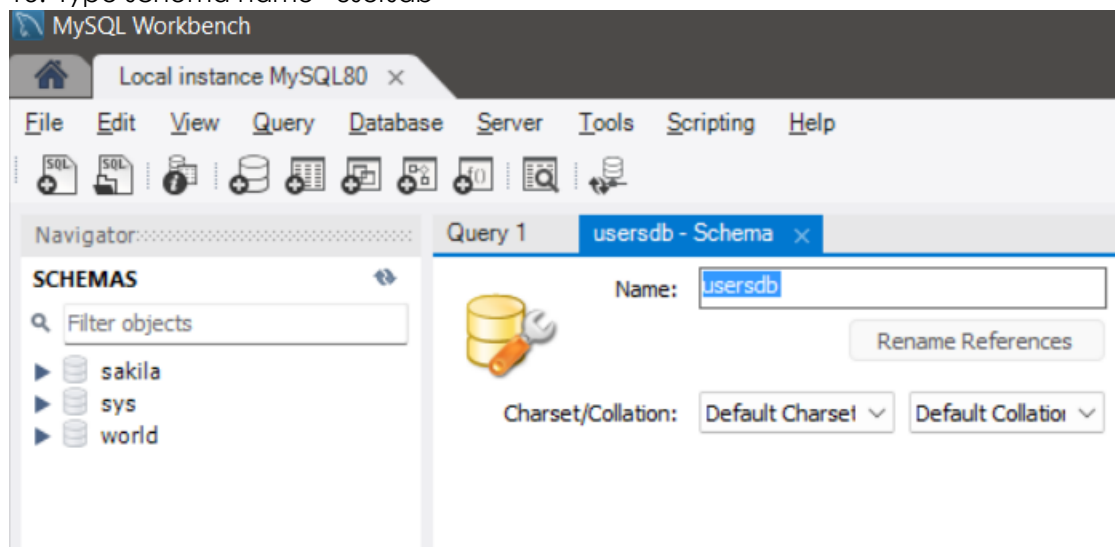 MySQL Workbench
Local instance MySQL80
File Edit View Query Database Server Tools Scripting Help
Navigator
Query 1 usersdb - Schema
SCHEMAS
Name: usersdb
Filter objects
Rename References
sakila
sys
world
Charset/Collation: Default Charset Default Collation